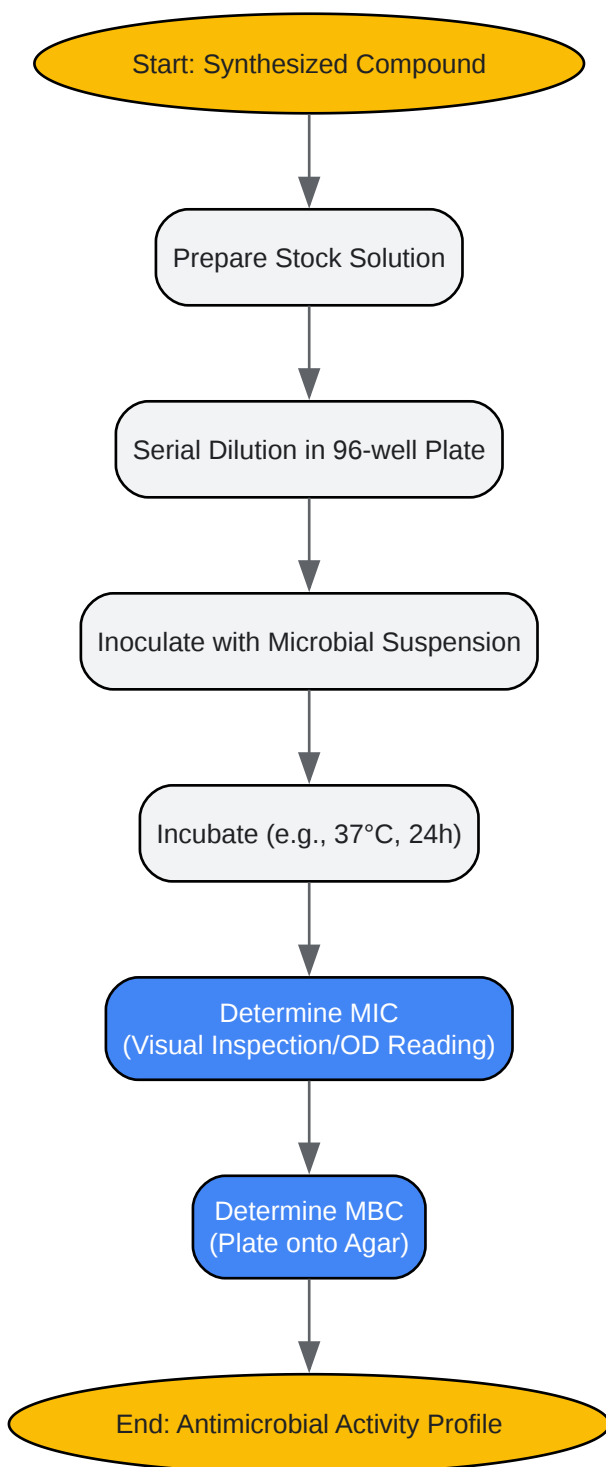 Start: Synthesized Compound
Prepare Stock Solution
Serial Dilution in 96-well Plate
Inoculate with Microbial Suspension
Incubate (e.g., 37°C, 24h)
Determine MIC
(Visual Inspection/OD Reading)
Determine MBC
(Plate onto Agar)
End: Antimicrobial Activity Profile